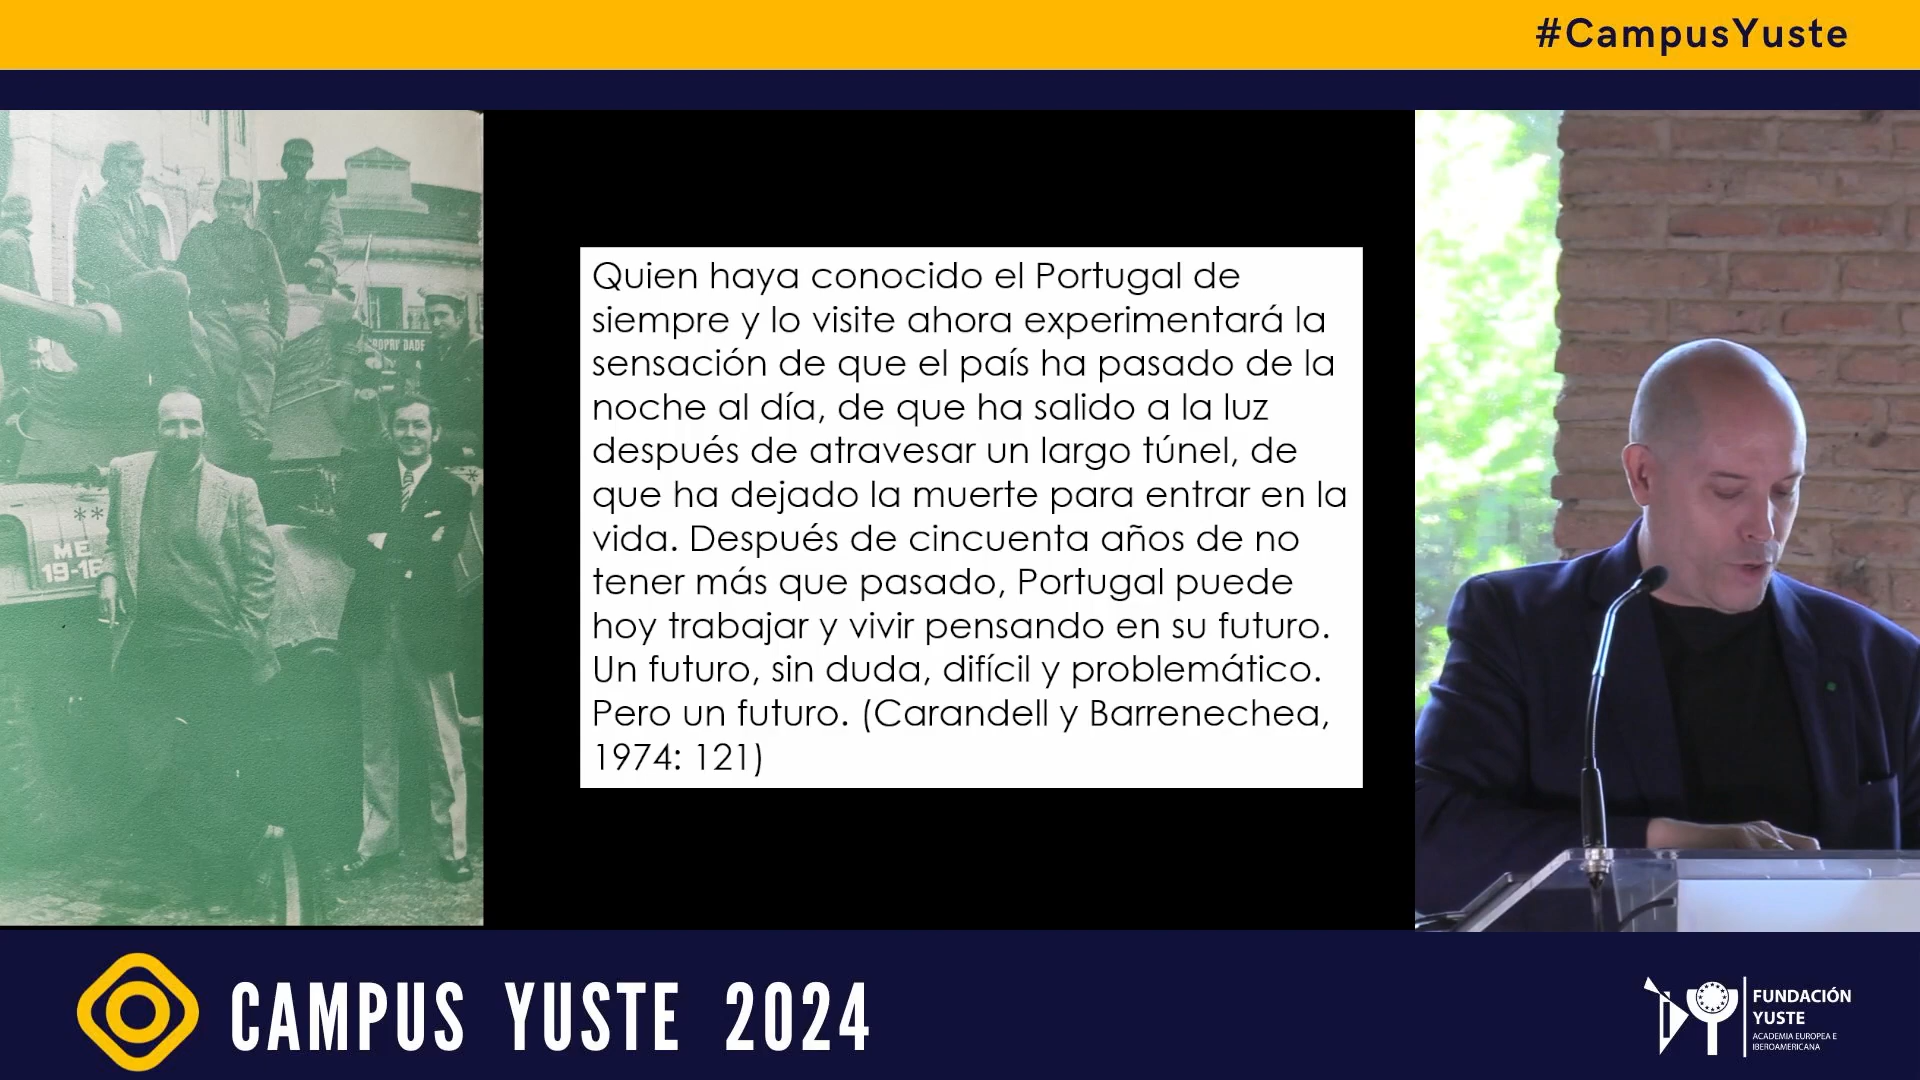 #CampusYuste
PROPRI DADE
**
*
ME
19-16
Quien haya conocido el Portugal de
siempre y lo visite ahora experimentará la
sensación de que el país ha pasado de la
noche al día, de que ha salido a la luz
después de atravesar un largo túnel, de
que ha dejado la muerte para entrar en la
vida. Después de cincuenta años de no
tener más que pasado, Portugal puede
hoy trabajar y vivir pensando en su futuro.
Un futuro, sin duda, difícil y problemático.
Pero un futuro. (Carandell y Barrenechea,
1974: 121)
CAMPUS YUSTE 2024
FUNDACIÓN
YUSTE
ACADEMIA EUROPEA E
IBEROAMERICANA